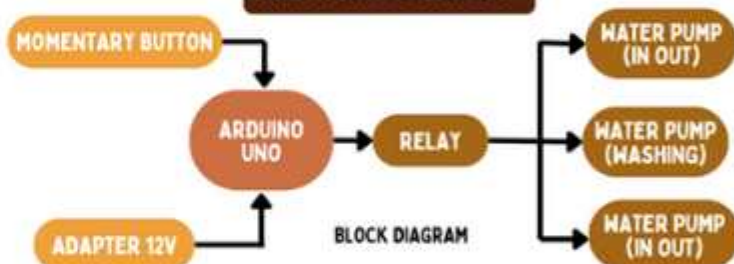 MOMENTARY BUTTON
WATER PUMP
(IN OUT)
ARDUINO
UNO
RELAY
WATER PUMP
(WASHING)
ADAPTER 12V
BLOCK DIAGRAM
WATER PUMP
(IN OUT)